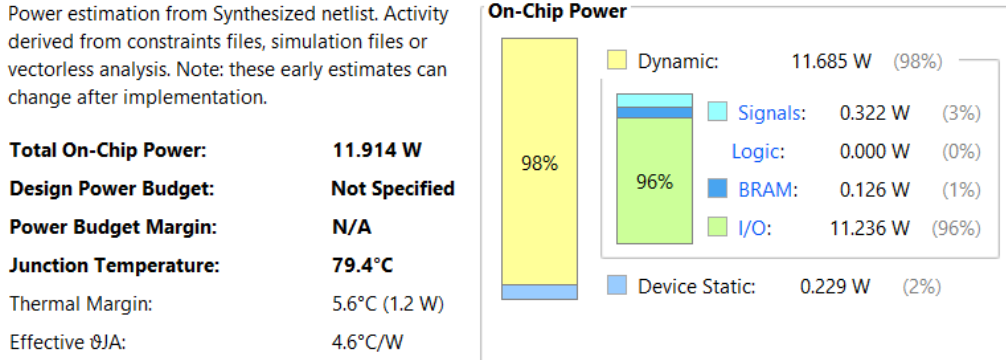 Power estimation from Synthesized netlist. Activity
derived from constraints files, simulation files or
vectorless analysis. Note: these early estimates can
change after implementation.
Total On-Chip Power: 11.914 W
Design Power Budget: Not Specified
Power Budget Margin: N/A
Junction Temperature: 79.4°C
Thermal Margin: 5.6°C (1.2 W)
Effective ϑJA: 4.6°C/W
On-Chip Power
98%
Dynamic: 11.685 W (98%)
96%
Signals: 0.322 W (3%)
Logic: 0.000 W (0%)
BRAM: 0.126 W (1%)
I/O: 11.236 W (96%)
Device Static: 0.229 W (2%)